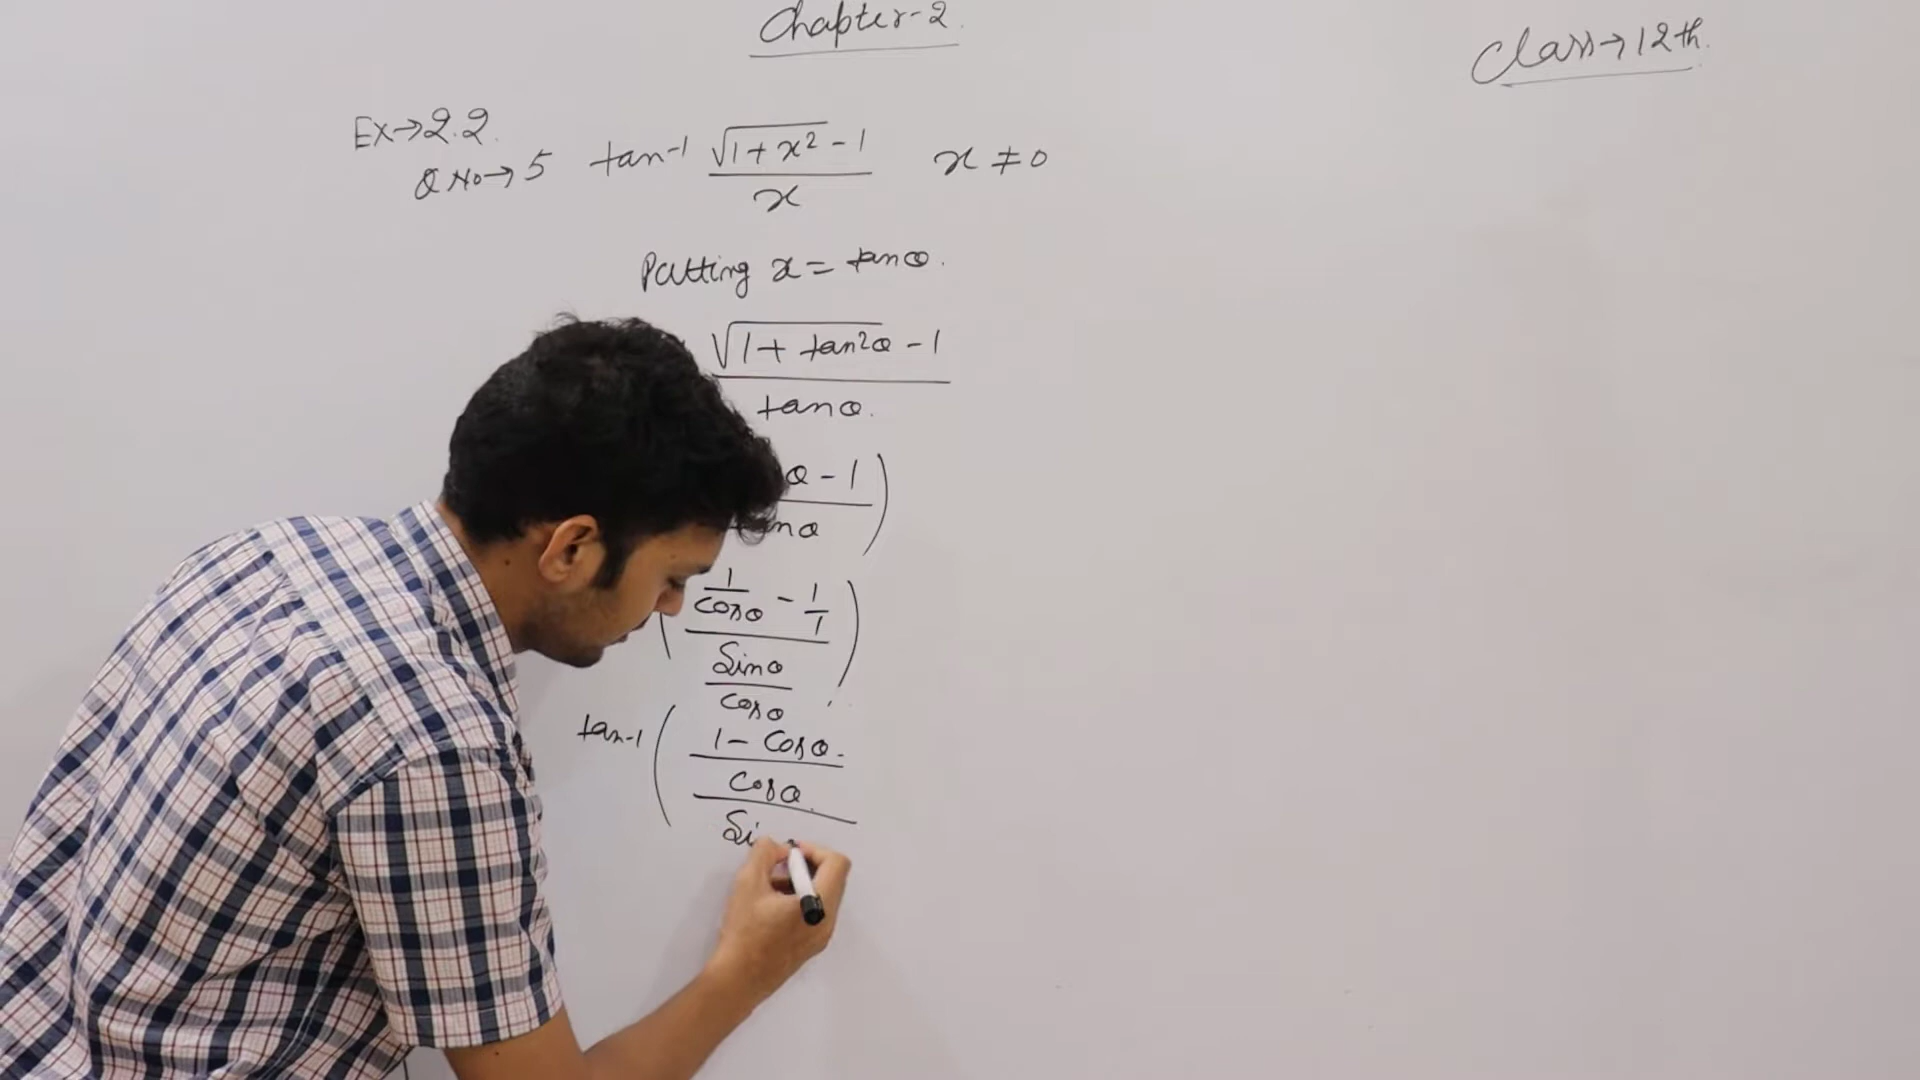 Chapter-2.
Class→12th.
Ex→2.2.
Q No→5 tan-1 √1+x² - 1 x ≠ 0
x
Putting x = tanθ.
√1 + tan²θ - 1
tanθ.
θ - 1 )
tanθ
( 1/cosθ - 1/1 )
Sinθ
cosθ
tan-1 ( 1 - Cosθ.
cosθ.
Si